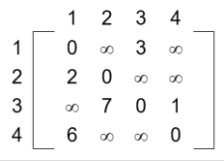 1 2 3 4
1 0 ∞ 3 ∞
2 2 0 ∞ ∞
3 ∞ 7 0 1
4 6 ∞ ∞ 0